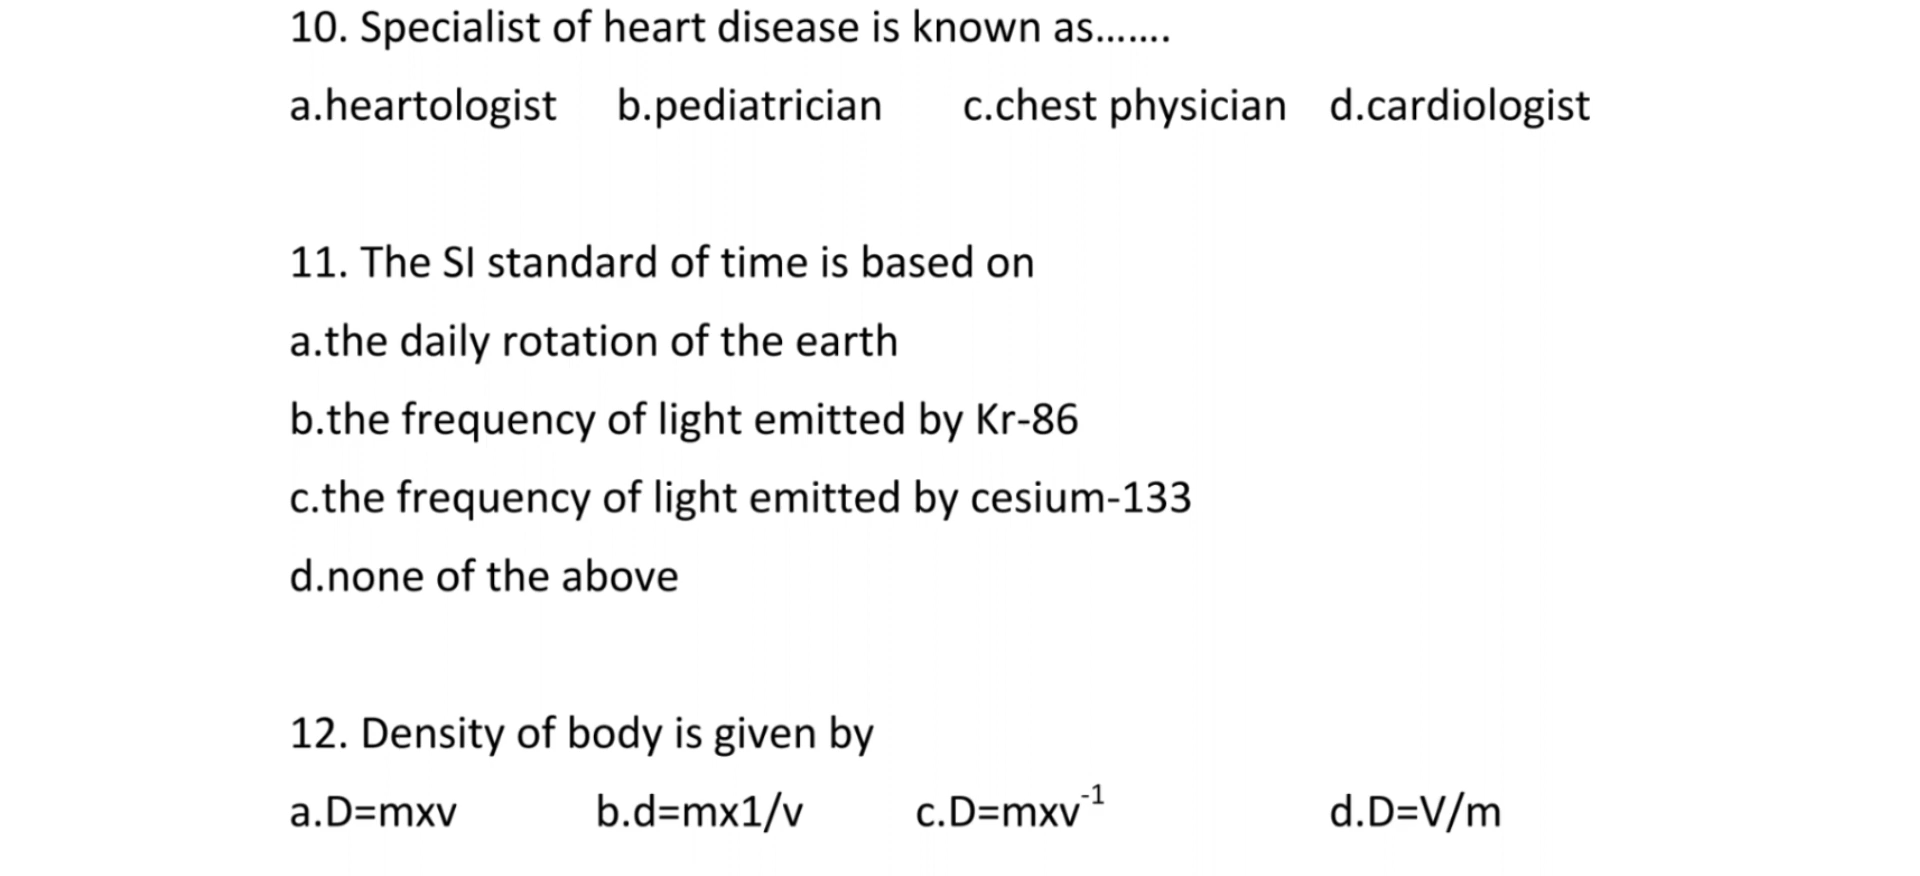 10. Specialist of heart disease is known as.......
a.heartologist b.pediatrician c.chest physician d.cardiologist
11. The SI standard of time is based on
a.the daily rotation of the earth
b.the frequency of light emitted by Kr-86
c.the frequency of light emitted by cesium-133
d.none of the above
12. Density of body is given by
a.D=mxv b.d=mx1/v c.D=mxv⁻¹ d.D=V/m